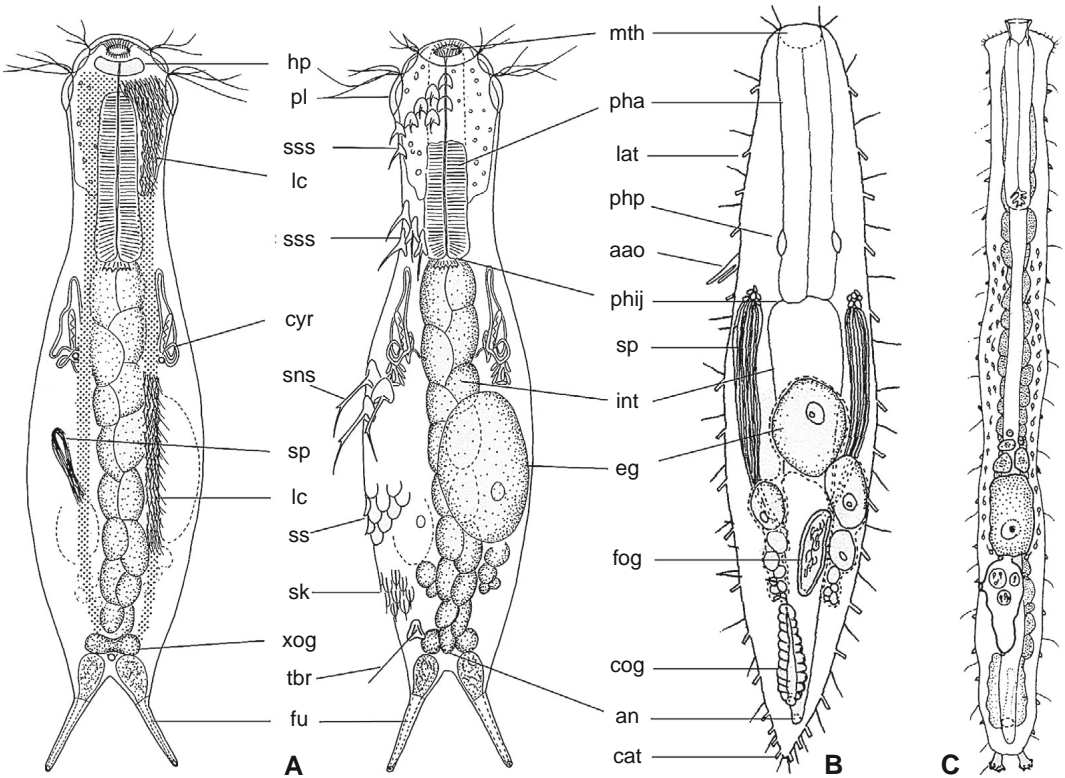 hp
pl
sss
lc
sss
cyr
sns
sp
lc
ss
sk
xog
tbr
fu
A
mth
pha
lat
php
aao
phij
sp
int
eg
fog
cog
an
cat
B
C